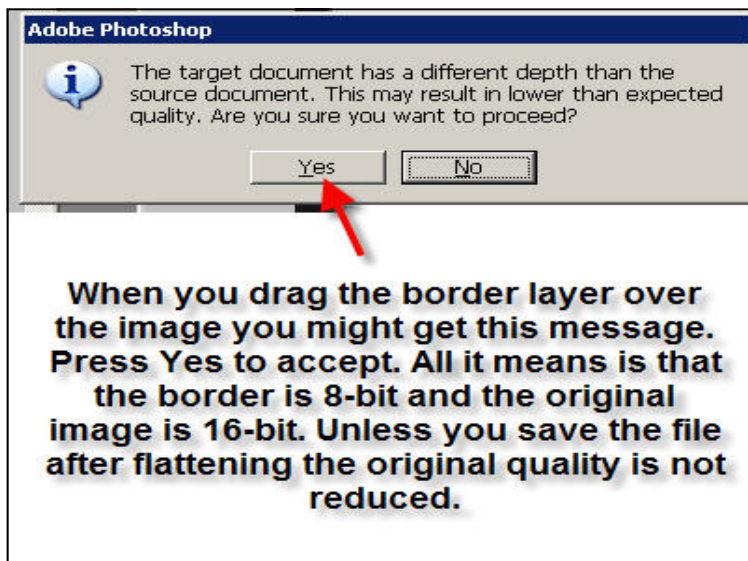 Adobe Photoshop
The target document has a different depth than the
source document. This may result in lower than expected
quality. Are you sure you want to proceed?
Yes No
When you drag the border layer over
the image you might get this message.
Press Yes to accept. All it means is that
the border is 8-bit and the original
image is 16-bit. Unless you save the file
after flattening the original quality is not
reduced.